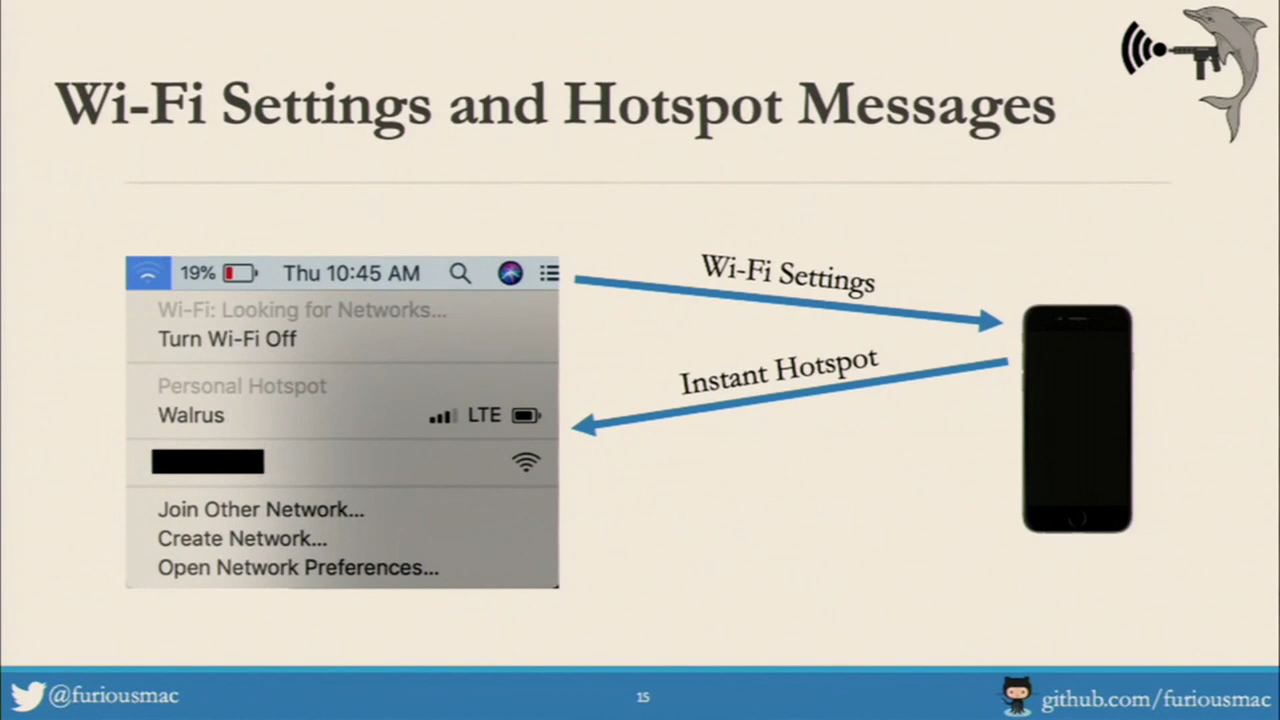 Wi-Fi Settings and Hotspot Messages
19%
Thu 10:45 AM
Wi-Fi: Looking for Networks...
Turn Wi-Fi Off
Personal Hotspot
Walrus
LTE
Join Other Network...
Create Network...
Open Network Preferences...
Wi-Fi Settings
Instant Hotspot
@furiousmac
15
github.com/furiousmac